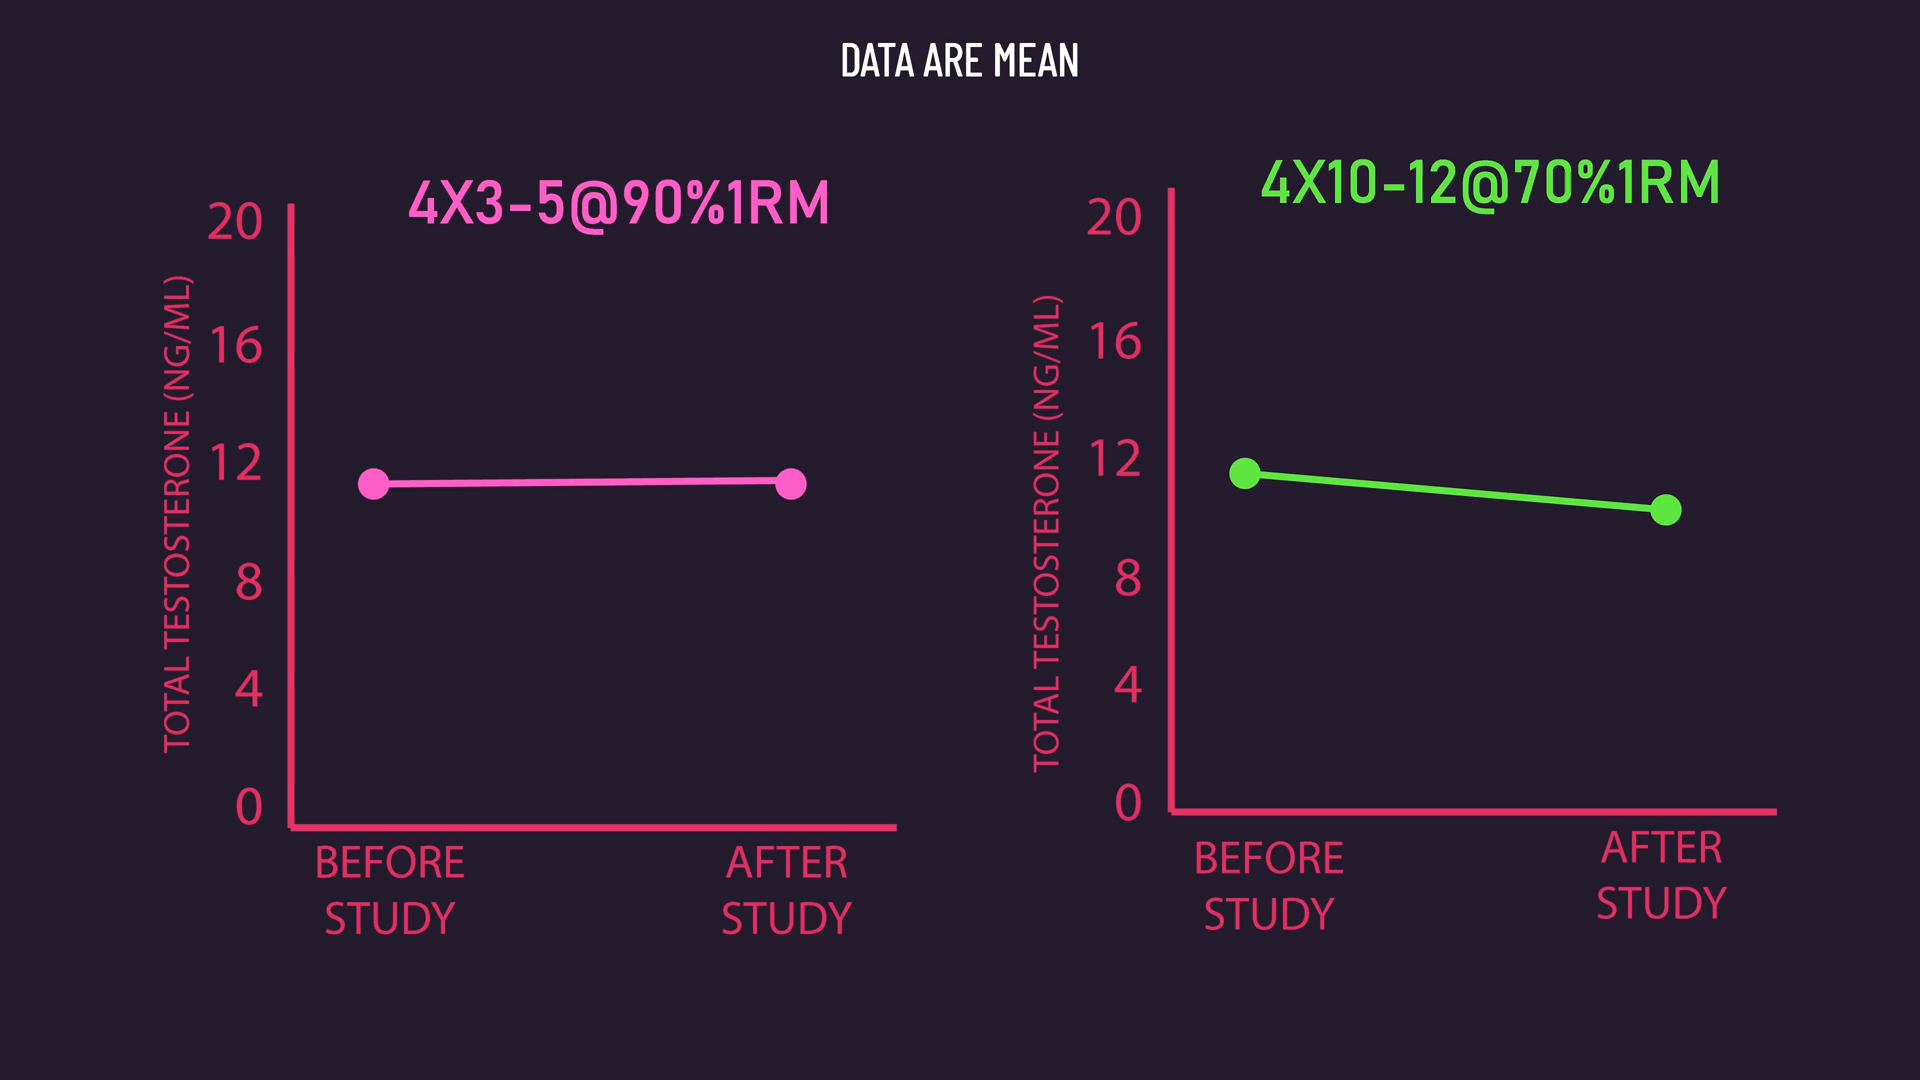 DATA ARE MEAN
4X3-5@90%1RM
TOTAL TESTOSTERONE (NG/ML)
20
16
12
8
4
0
BEFORE
STUDY
AFTER
STUDY
4X10-12@70%1RM
TOTAL TESTOSTERONE (NG/ML)
20
16
12
8
4
0
BEFORE
STUDY
AFTER
STUDY